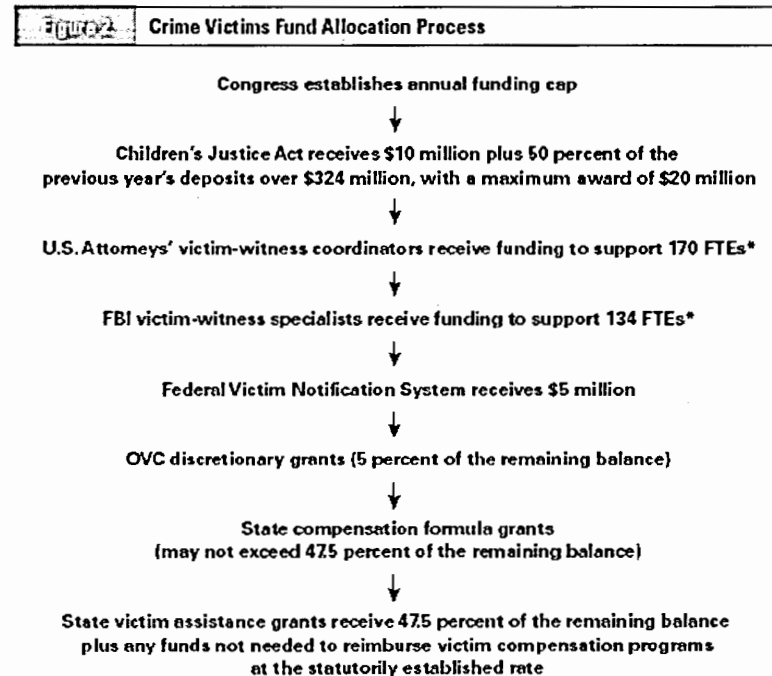 Figure 2 Crime Victims Fund Allocation Process
Congress establishes annual funding cap
Children's Justice Act receives $10 million plus 50 percent of the
previous year's deposits over $324 million, with a maximum award of $20 million
U.S. Attorneys' victim-witness coordinators receive funding to support 170 FTEs*
FBI victim-witness specialists receive funding to support 134 FTEs*
Federal Victim Notification System receives $5 million
OVC discretionary grants (5 percent of the remaining balance)
State compensation formula grants
(may not exceed 47.5 percent of the remaining balance)
State victim assistance grants receive 47.5 percent of the remaining balance
plus any funds not needed to reimburse victim compensation programs
at the statutorily established rate